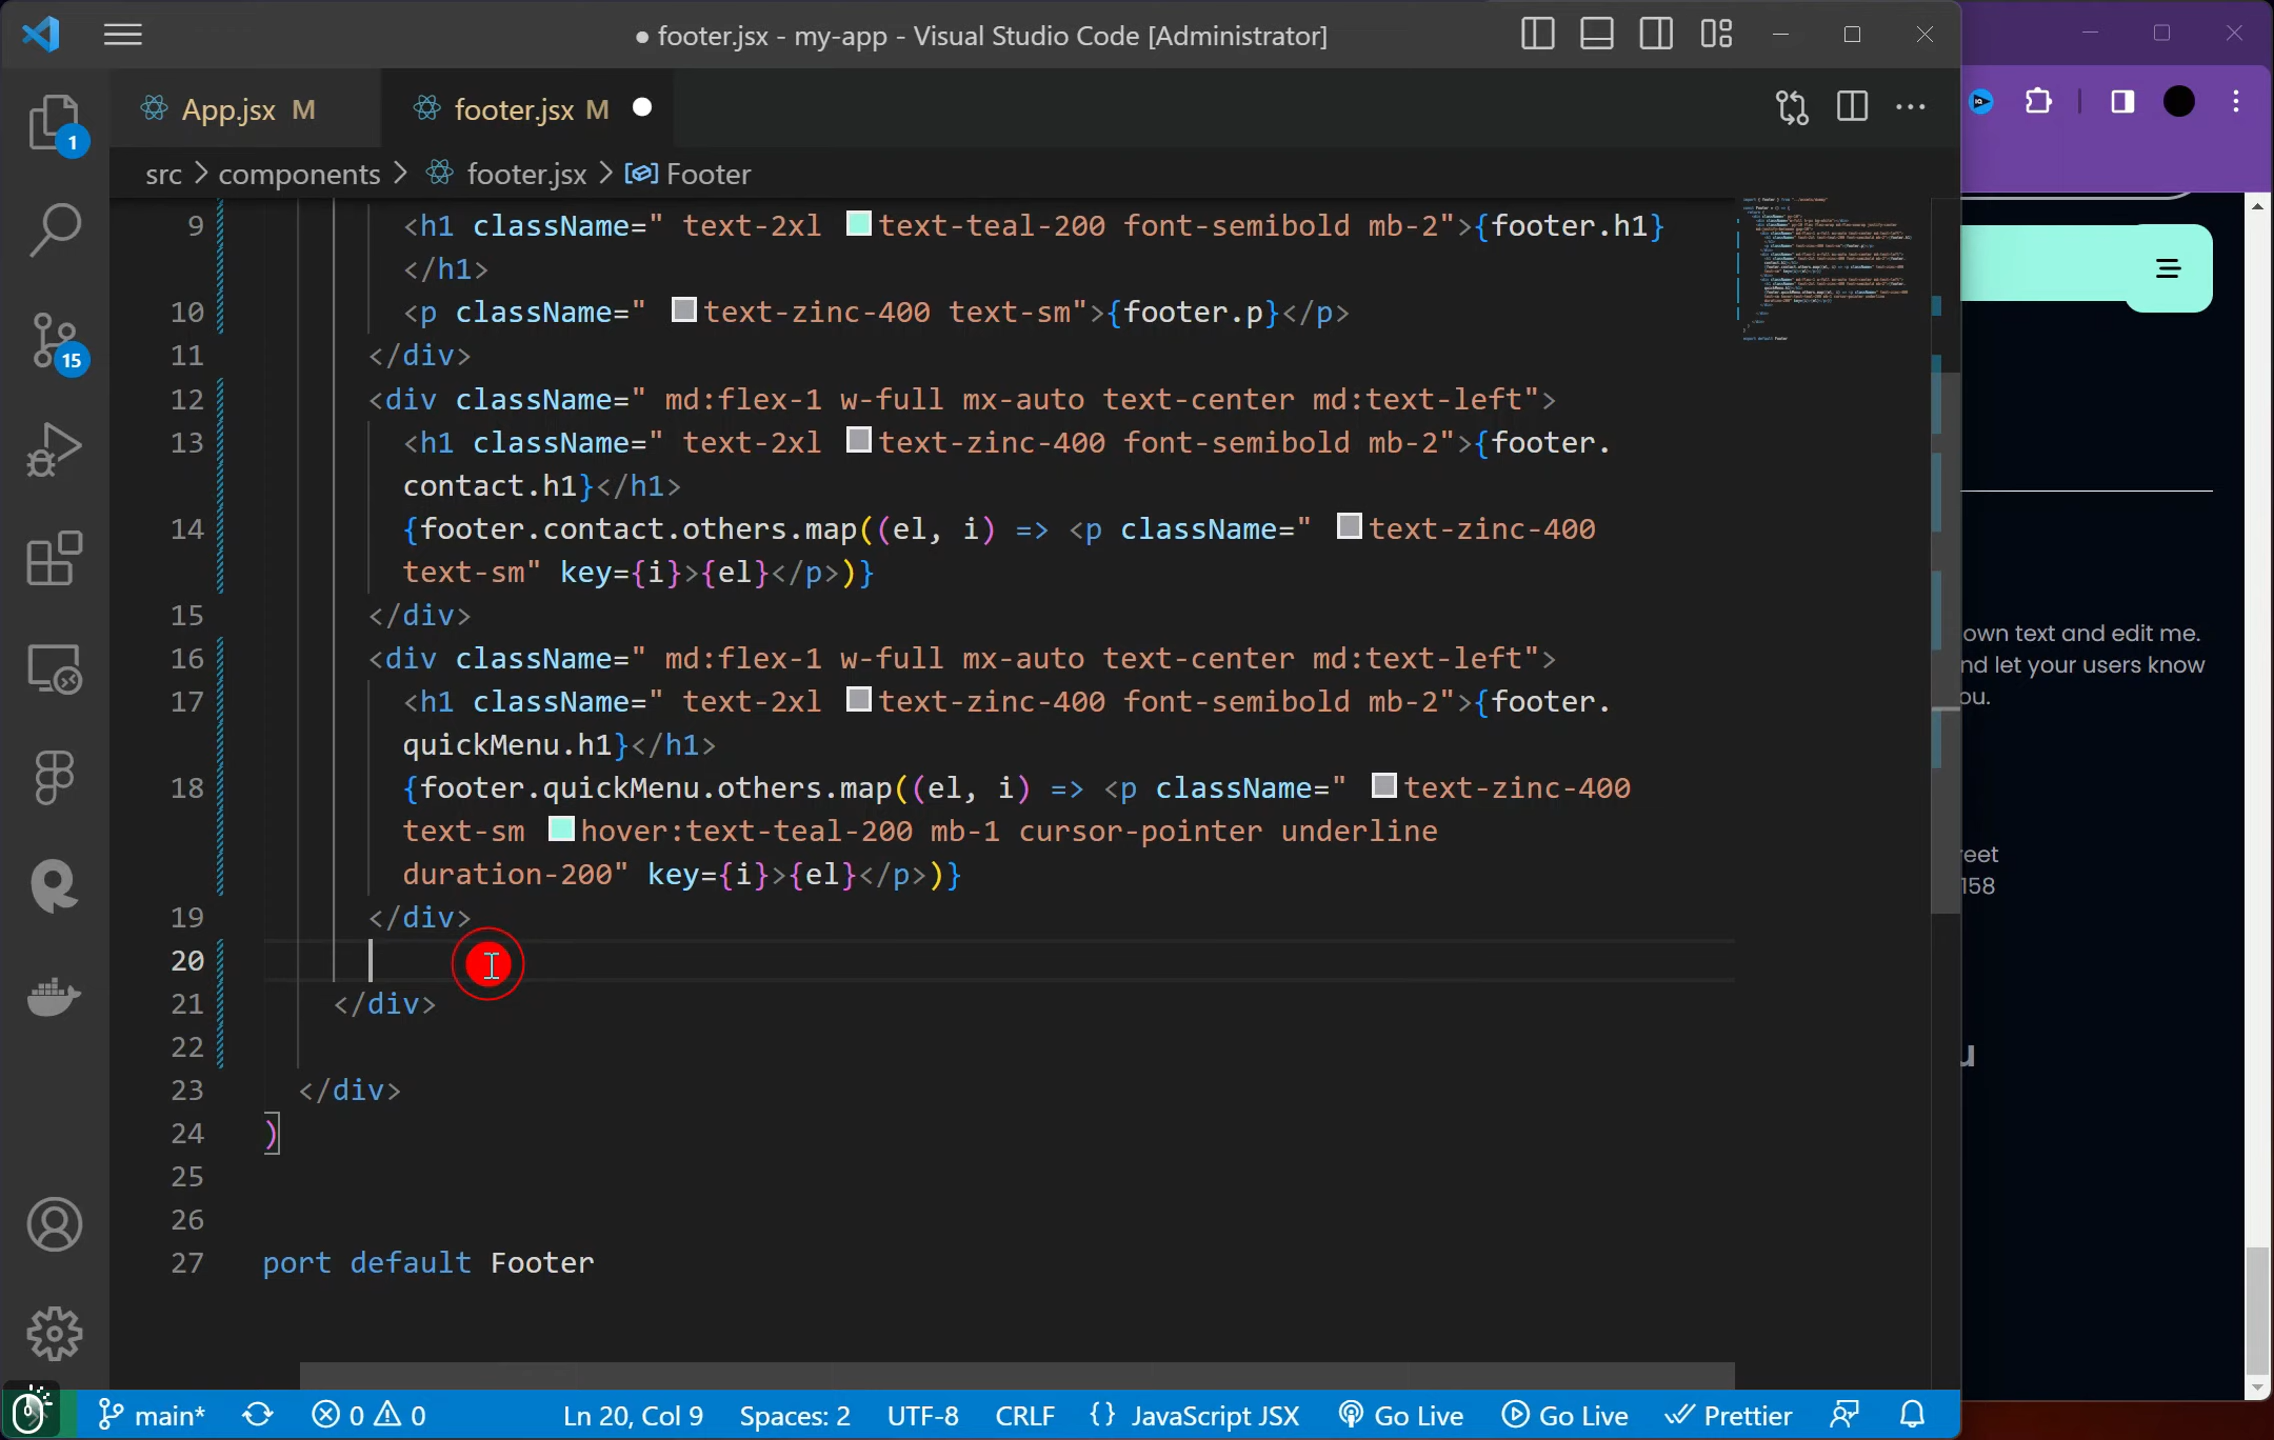 ● footer.jsx - my-app - Visual Studio Code [Administrator]
App.jsx M
footer.jsx M
src > components > footer.jsx > Footer
1
15
9 <h1 className=" text-2xl text-teal-200 font-semibold mb-2">{footer.h1}
</h1>
10 <p className=" text-zinc-400 text-sm">{footer.p}</p>
11 </div>
12 <div className=" md:flex-1 w-full mx-auto text-center md:text-left">
13 <h1 className=" text-2xl text-zinc-400 font-semibold mb-2">{footer.
contact.h1}</h1>
14 {footer.contact.others.map((el, i) => <p className=" text-zinc-400
text-sm" key={i}>{el}</p>)}
15 </div>
16 <div className=" md:flex-1 w-full mx-auto text-center md:text-left">
17 <h1 className=" text-2xl text-zinc-400 font-semibold mb-2">{footer.
quickMenu.h1}</h1>
18 {footer.quickMenu.others.map((el, i) => <p className=" text-zinc-400
text-sm hover:text-teal-200 mb-1 cursor-pointer underline
duration-200" key={i}>{el}</p>)}
19 </div>
20
21 </div>
22
23 </div>
24 )
25
26
27 port default Footer
own text and edit me.
nd let your users know
ou.
reet
158
u
main* 0 0 Ln 20, Col 9 Spaces: 2 UTF-8 CRLF {} JavaScript JSX Go Live Go Live Prettier